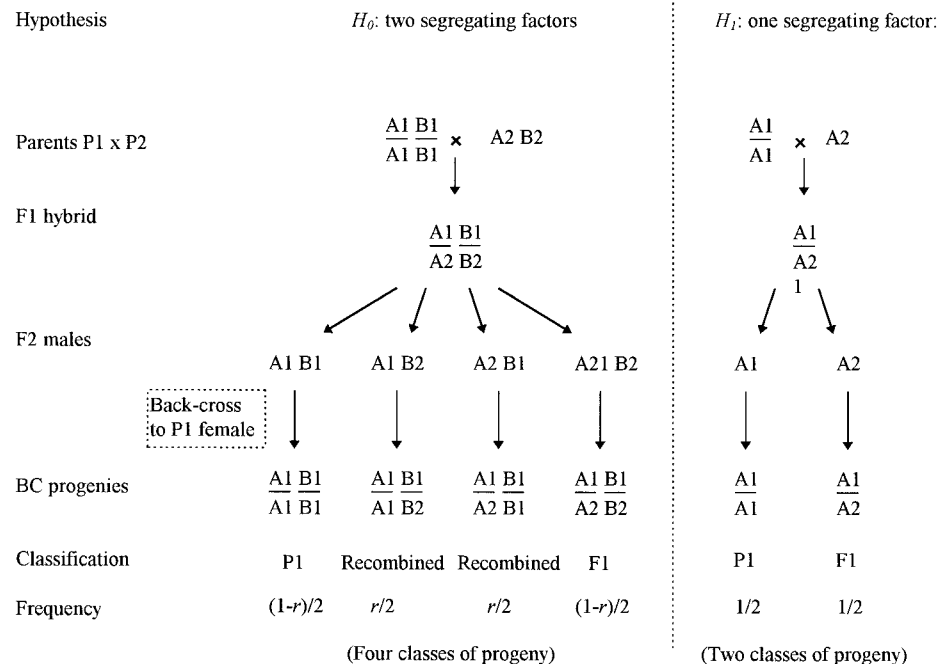 Hypothesis H0: two segregating factors H1: one segregating factor:
A1 B1 A1
Parents P1 x P2 × A2 B2 × A2
A1 B1 A1
F1 hybrid
A1 B1 A1
A2 B2 A2
1
F2 males
A1 B1 A1 B2 A2 B1 A21 B2 A1 A2
Back-cross
to P1 female
A1 B1 A1 B1 A1 B1 A1 B1 A1 A1
BC progenies
A1 B1 A1 B2 A2 B1 A2 B2 A1 A2
Classification P1 Recombined Recombined F1 P1 F1
Frequency (1-r)/2 r/2 r/2 (1-r)/2 1/2 1/2
(Four classes of progeny) (Two classes of progeny)